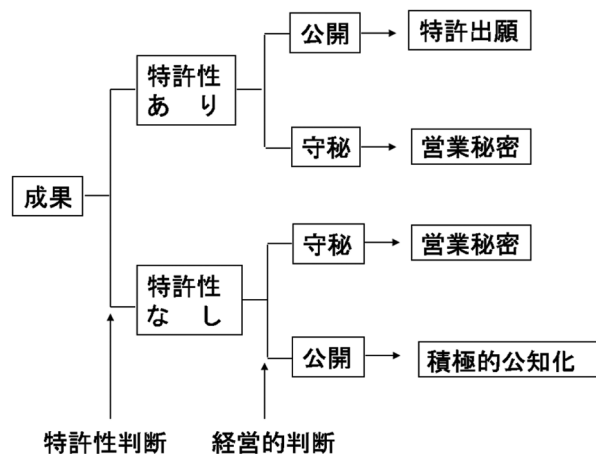 公開
特許出願
特許性
あ り
守秘
営業秘密
成果
守秘
営業秘密
特許性
な し
公開
積極的公知化
特許性判断
経営的判断